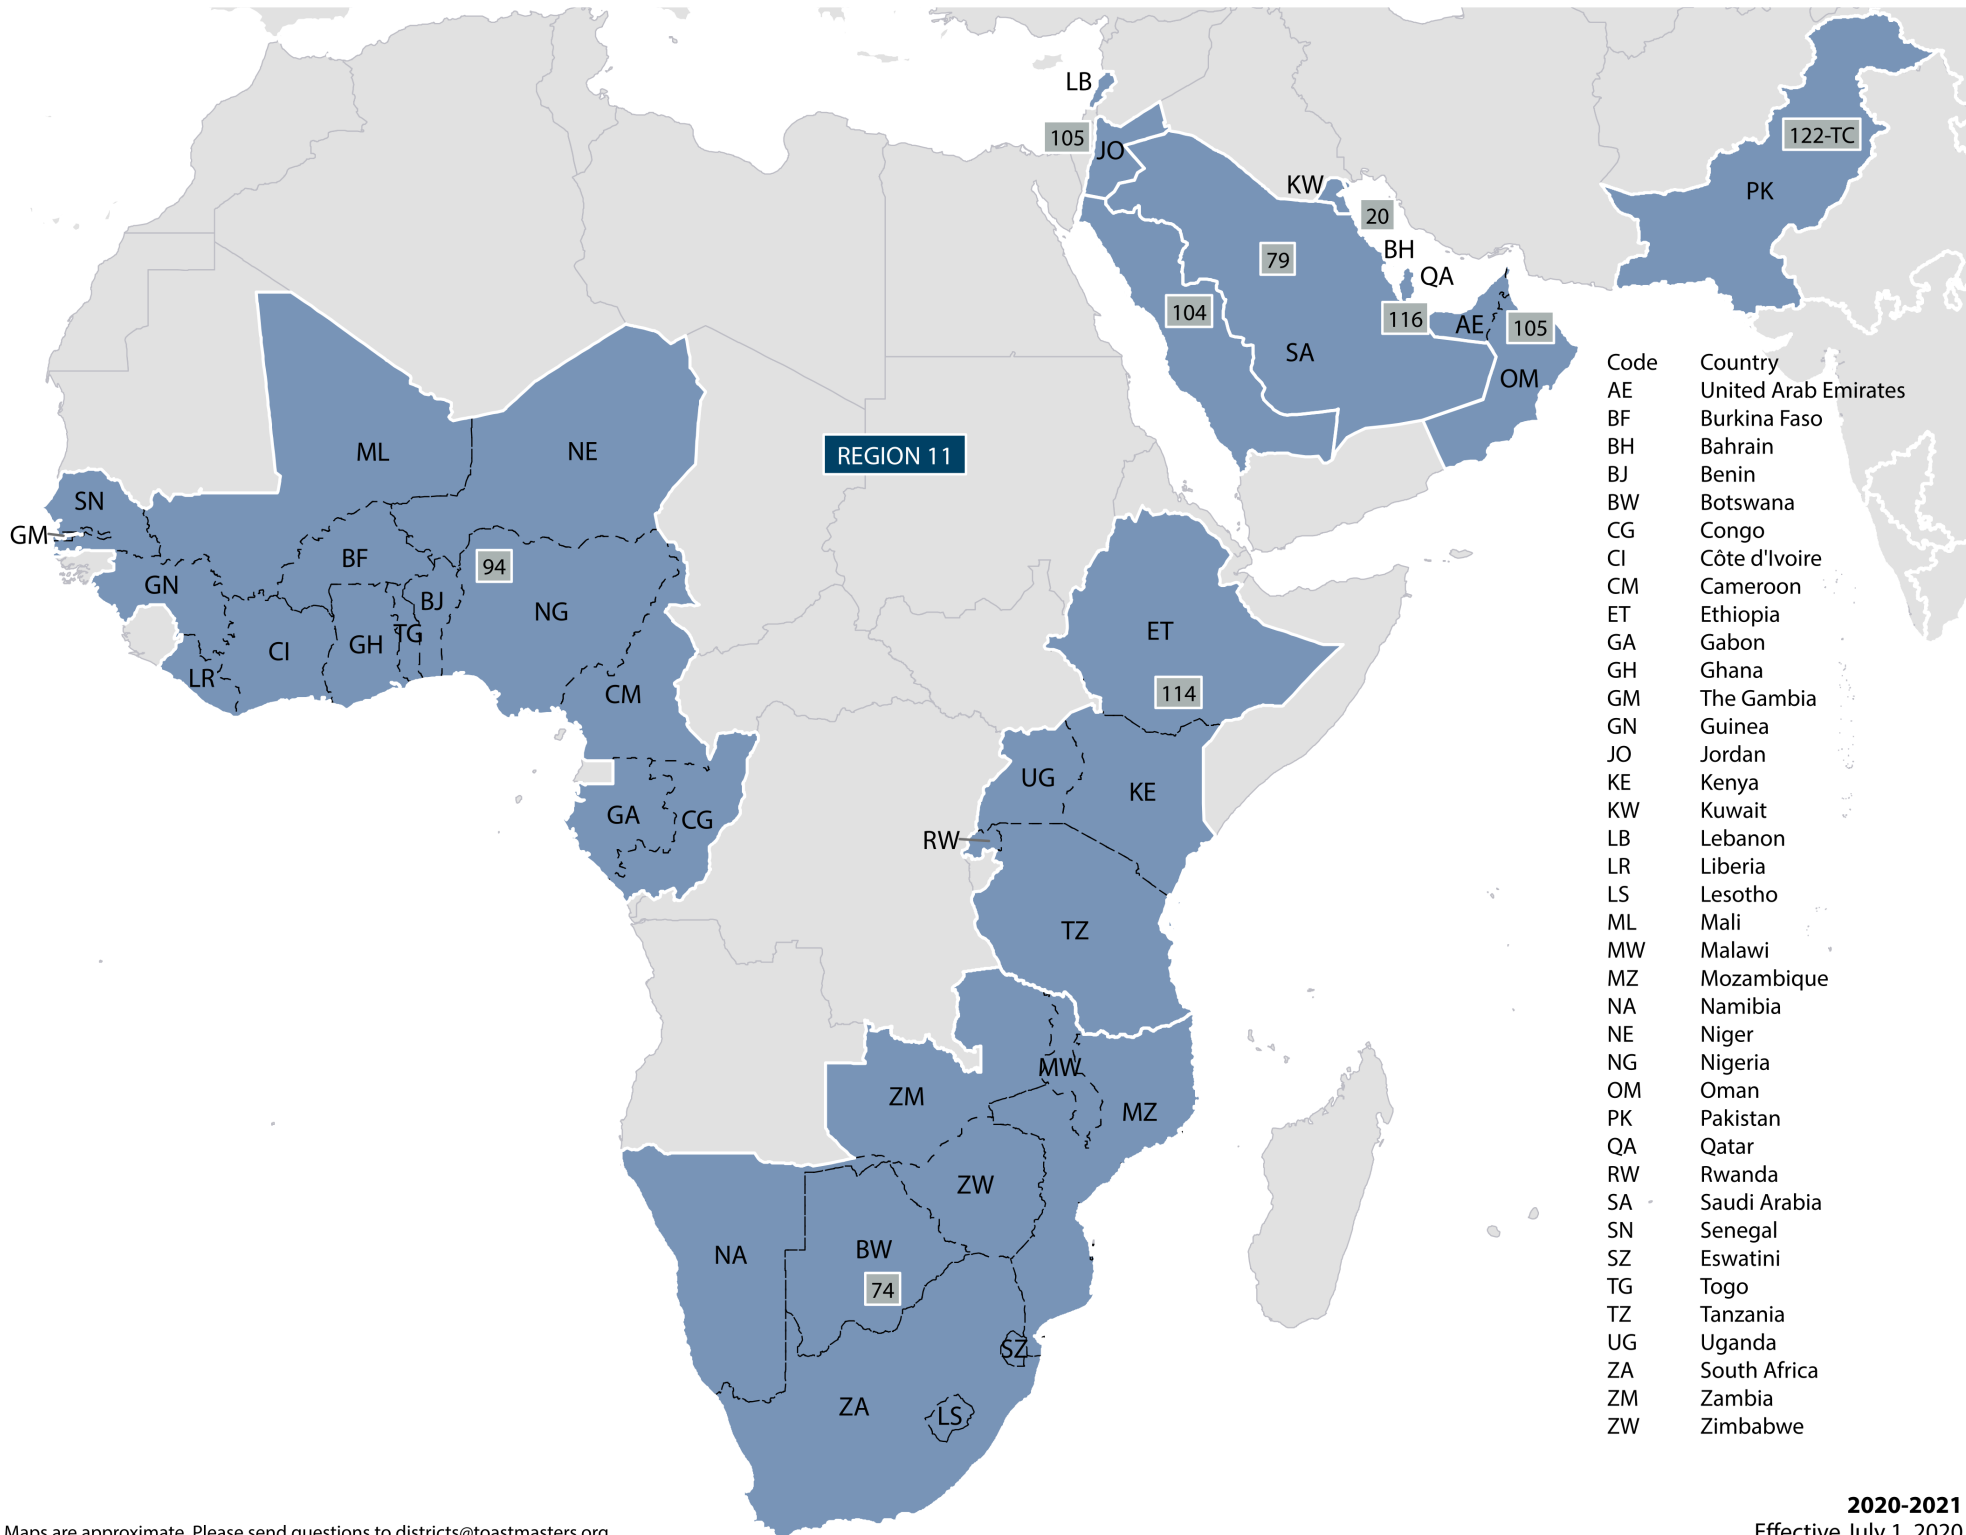 LB
105
JO
122-TC
PK
KW
20
BH
79
QA
104
116
AE
105
SA
OM
REGION 11
ML
NE
SN
GM
BF
94
GN
BJ
NG
TG
GH
CI
LR
CM
ET
114
UG
KE
GA
CG
RW
TZ
MW
ZM
MZ
ZW
NA
BW
74
SZ
ZA
LS
Code Country
AE United Arab Emirates
BF Burkina Faso
BH Bahrain
BJ Benin
BW Botswana
CG Congo
CI Côte d'Ivoire
CM Cameroon
ET Ethiopia
GA Gabon
GH Ghana
GM The Gambia
GN Guinea
JO Jordan
KE Kenya
KW Kuwait
LB Lebanon
LR Liberia
LS Lesotho
ML Mali
MW Malawi
MZ Mozambique
NA Namibia
NE Niger
NG Nigeria
OM Oman
PK Pakistan
QA Qatar
RW Rwanda
SA Saudi Arabia
SN Senegal
SZ Eswatini
TG Togo
TZ Tanzania
UG Uganda
ZA South Africa
ZM Zambia
ZW Zimbabwe
2020-2021
Effective July 1, 2020
Maps are approximate. Please send questions to districts@toastmasters.org